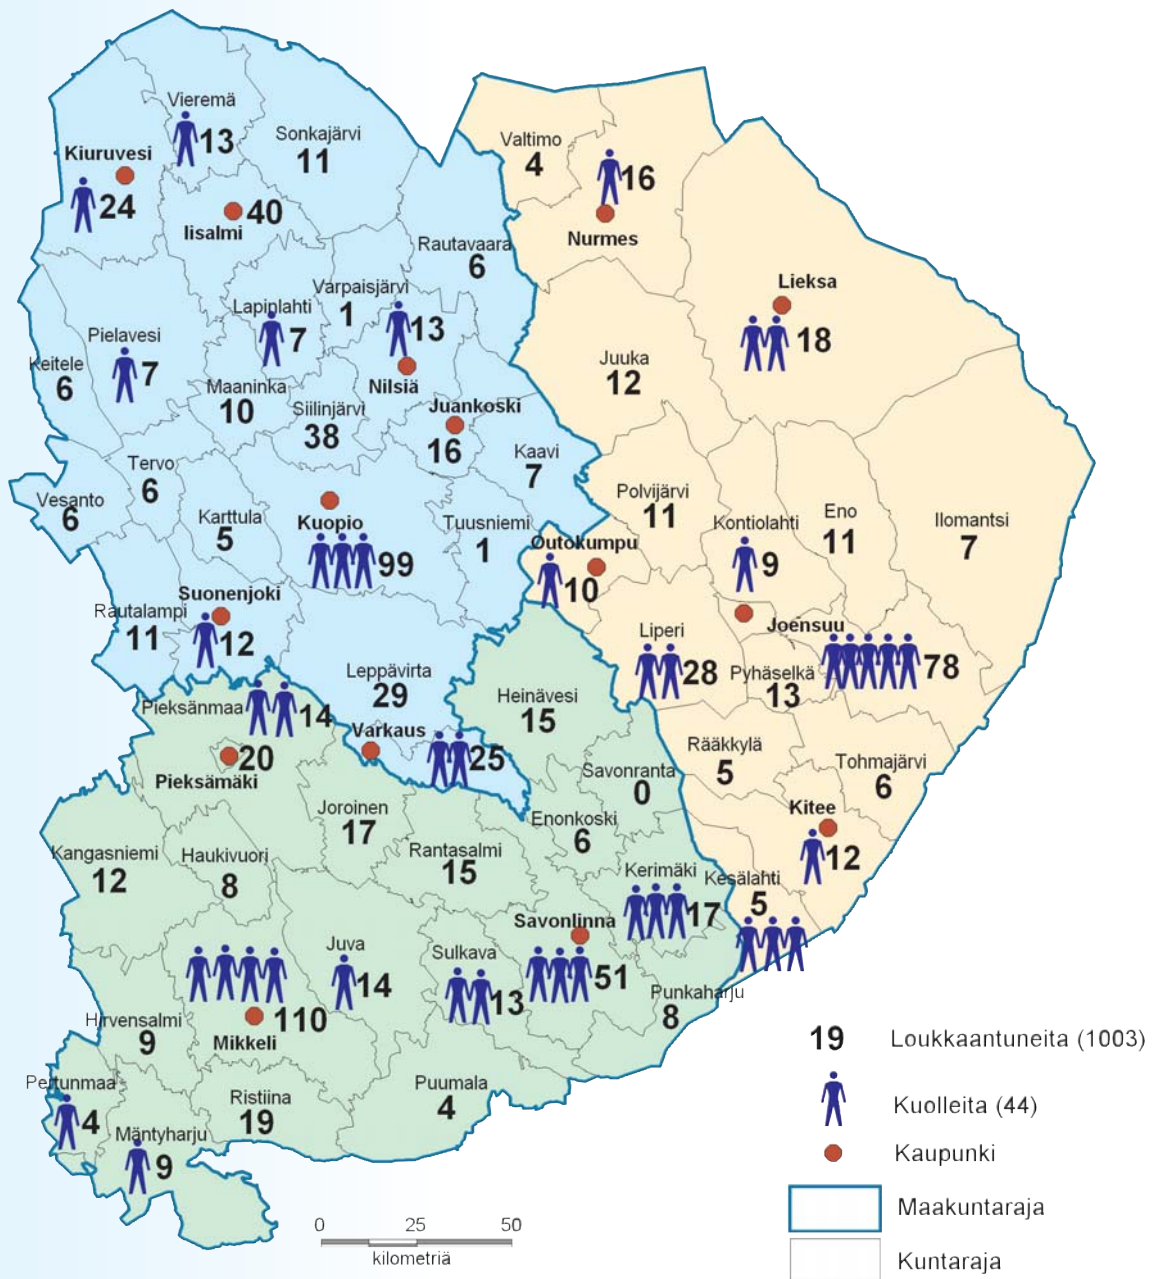 Vieremä
13
Sonkajärvi
11
Kiuruvesi
24
40
Iisalmi
Valtimo
4
16
Nurmes
Rautavaara
6
Lieksa
18
Varpaisjärvi
1
Lapinlahti
7
13
Nilsiä
Pielavesi
7
Keitele
6
Maaninka
10
Siilinjärvi
38
Juankoski
16
Juuka
12
Kaavi
7
Tervo
6
Vesanto
6
Karttula
5
Kuopio
99
Tuusniemi
1
Polvijärvi
11
Kontiolahti
9
Eno
11
Ilomantsi
7
Outokumpu
10
Suonenjoki
12
Rautalampi
11
Liperi
28
Joensuu
78
Pyhäselkä
13
Leppävirta
29
Heinävesi
15
Pieksänmaa
14
Varkaus
25
20
Pieksämäki
Rääkkylä
5
Tohmajärvi
6
Savonranta
0
Joroinen
17
Enonkoski
6
Kitee
12
Kangasniemi
12
Haukivuori
8
Rantasalmi
15
Kerimäki
17
Kesälahti
5
Savonlinna
51
Juva
14
Sulkava
13
Punkaharju
8
110
Mikkeli
Hirvensalmi
9
Pertunmaa
4
Mäntyharju
9
Ristiina
19
Puumala
4
19 Loukkaantuneita (1003)
Kuolleita (44)
Kaupunki
Maakuntaraja
Kuntaraja
0 25 50
kilometriä